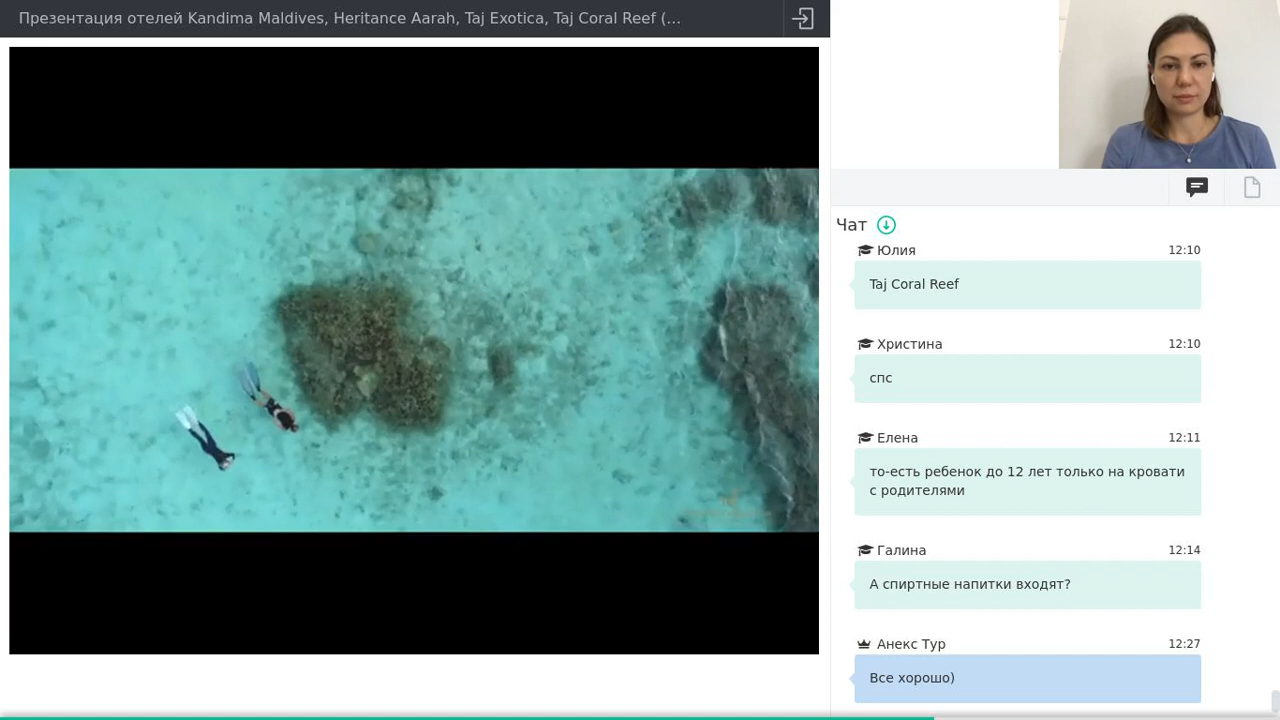 Презентация отелей Kandima Maldives, Heritance Aarah, Taj Exotica, Taj Coral Reef (...
Чат
Юлия 12:10
Taj Coral Reef
Христина 12:10
спс
Елена 12:11
то-есть ребенок до 12 лет только на кровати
с родителями
Галина 12:14
А спиртные напитки входят?
Анекс Тур 12:27
Все хорошо)